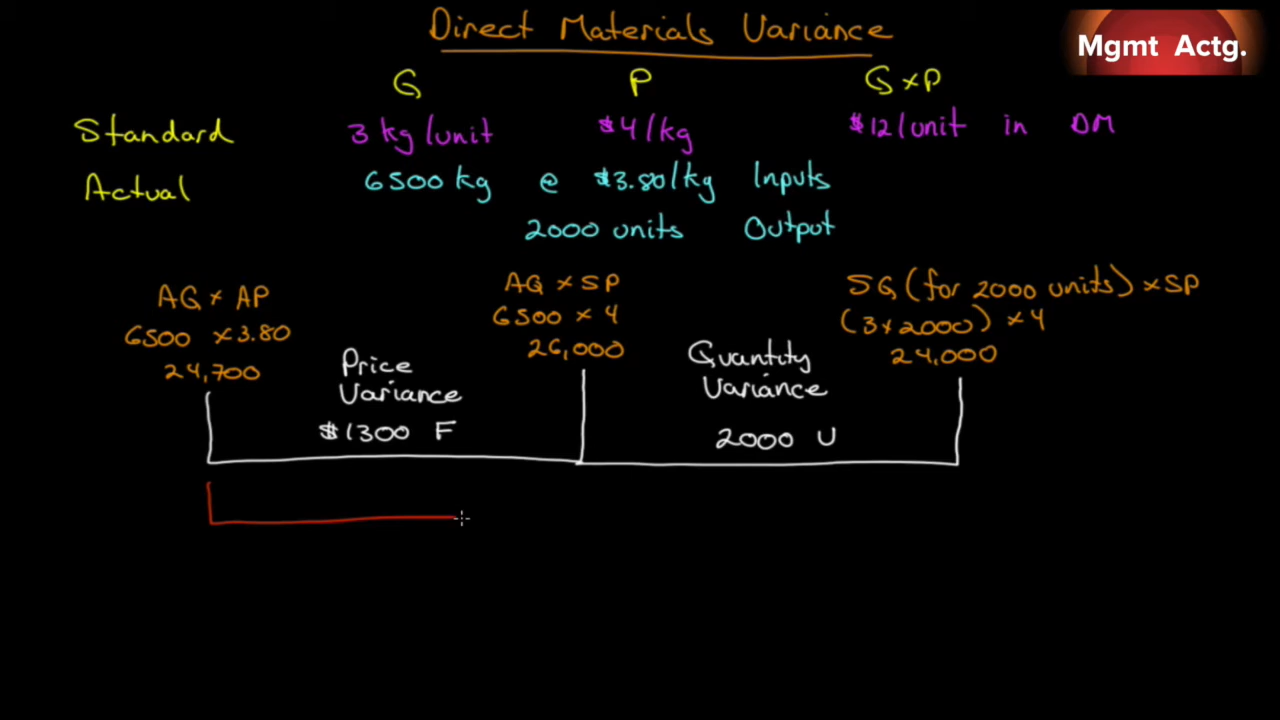 Direct Materials Variance
Mgmt Actg.
Q P Q×P
Standard 3 kg/unit $4/kg $12/unit in DM
Actual 6500 kg @ $3.80/kg Inputs
2000 units Output
AQ × AP
6500 × 3.80
24,700
Price
Variance
$1300 F
AQ × SP
6500 × 4
26,000
Quantity
Variance
2000 U
SQ (for 2000 units) × SP
(3×2000) × 4
24,000